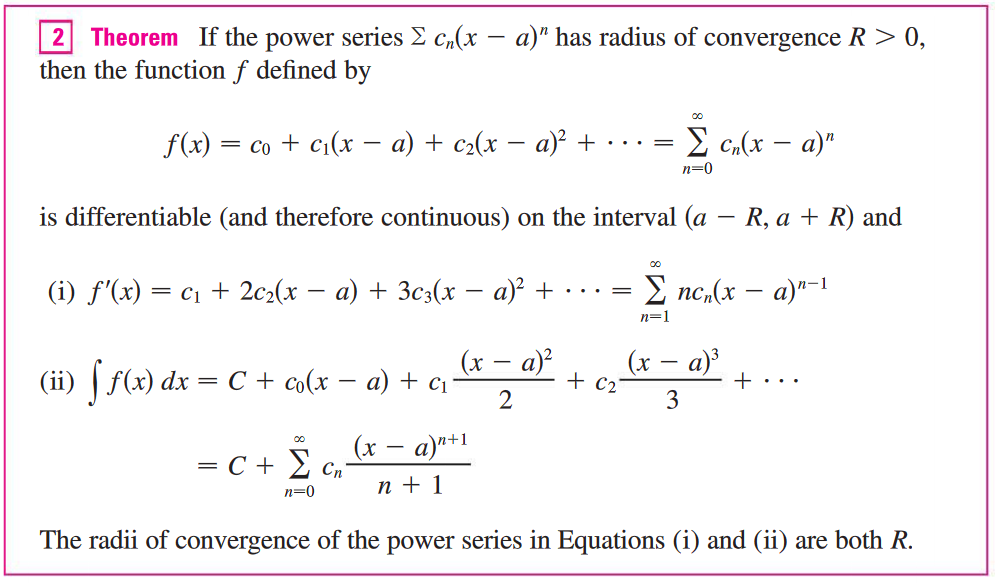 2 Theorem If the power series Σ cₙ(x − a)ⁿ has radius of convergence R > 0,
then the function f defined by
f(x) = c₀ + c₁(x − a) + c₂(x − a)² + · · · = ∑_{n=0}^{∞} cₙ(x − a)ⁿ
is differentiable (and therefore continuous) on the interval (a − R, a + R) and
(i) f′(x) = c₁ + 2c₂(x − a) + 3c₃(x − a)² + · · · = ∑_{n=1}^{∞} ncₙ(x − a)ⁿ⁻¹
(ii) ∫ f(x) dx = C + c₀(x − a) + c₁ (x − a)²/2 + c₂ (x − a)³/3 + · · ·
= C + ∑_{n=0}^{∞} cₙ (x − a)ⁿ⁺¹/(n + 1)
The radii of convergence of the power series in Equations (i) and (ii) are both R.